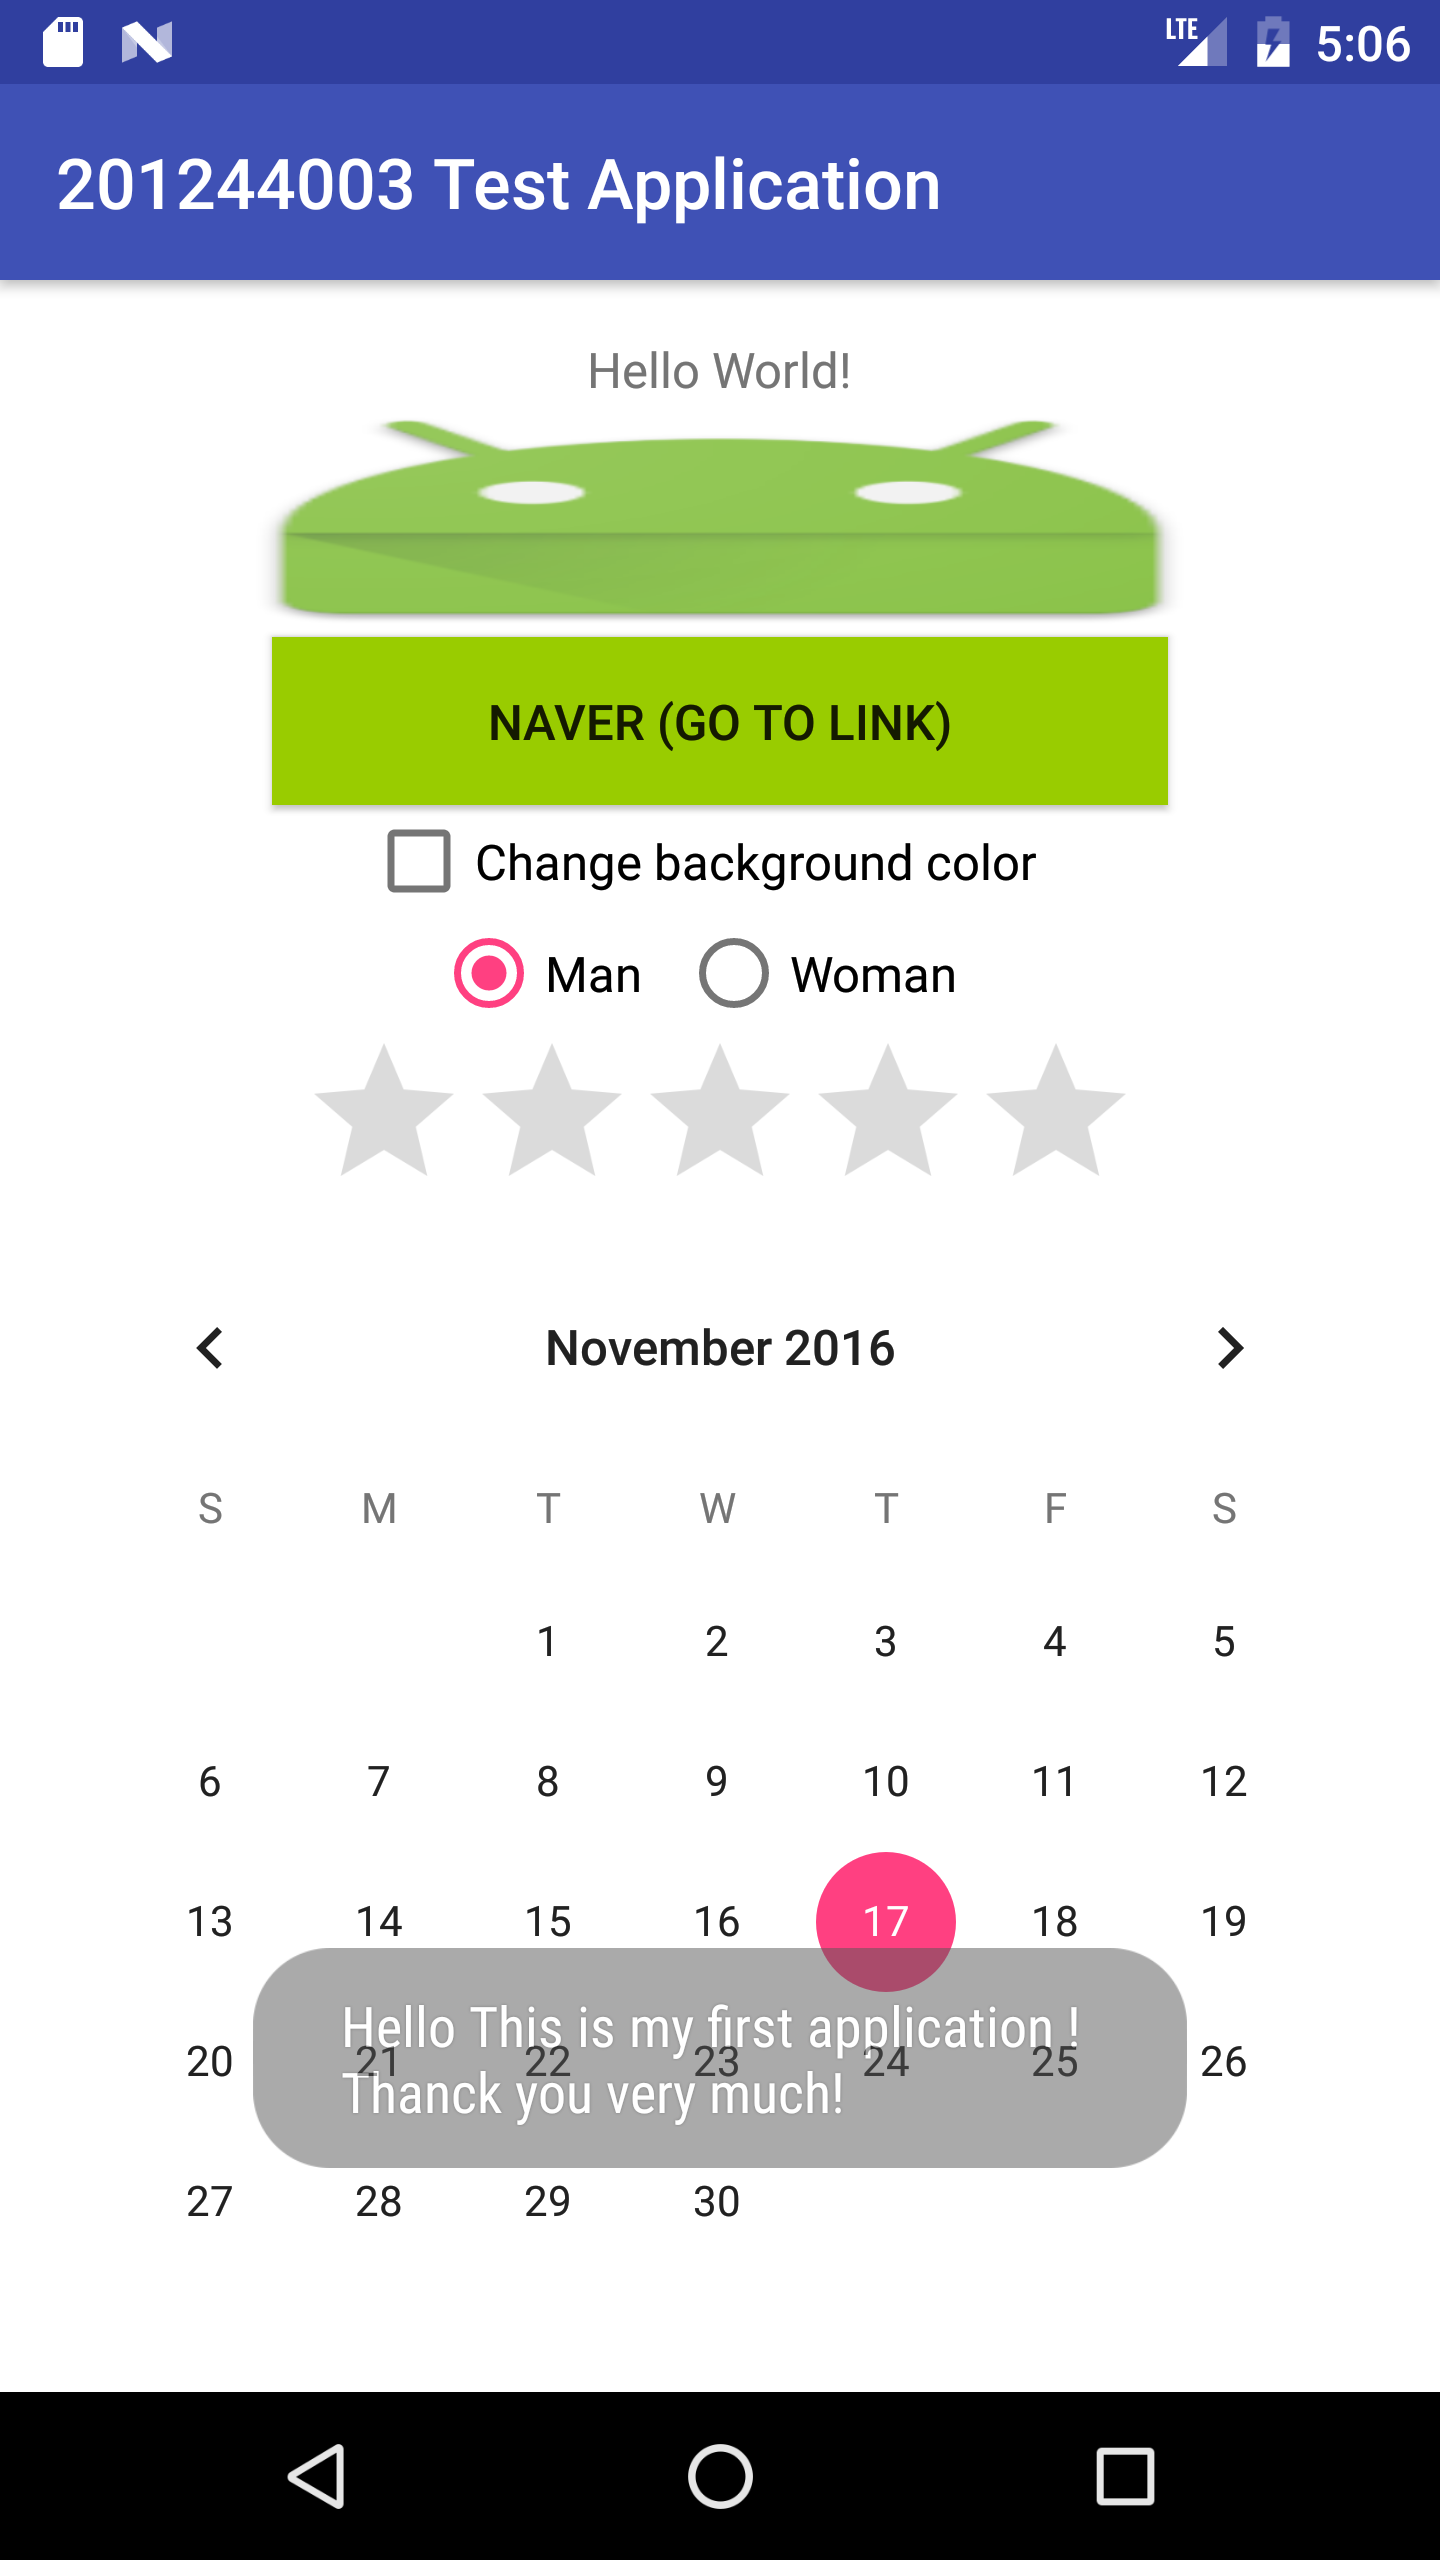 LTE 5:06
201244003 Test Application
Hello World!
NAVER (GO TO LINK)
Change background color
Man Woman
November 2016
S M T W T F S
1 2 3 4 5
6 7 8 9 10 11 12
13 14 15 16 17 18 19
Hello This is my first application !
20 21 22 23 24 25 26
Thanck you very much!
27 28 29 30